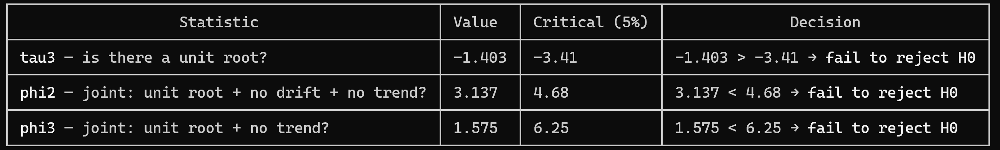 Statistic Value Critical (5%) Decision
tau3 — is there a unit root? −1.403 −3.41 −1.403 > −3.41 → fail to reject H0
phi2 — joint: unit root + no drift + no trend? 3.137 4.68 3.137 < 4.68 → fail to reject H0
phi3 — joint: unit root + no trend? 1.575 6.25 1.575 < 6.25 → fail to reject H0